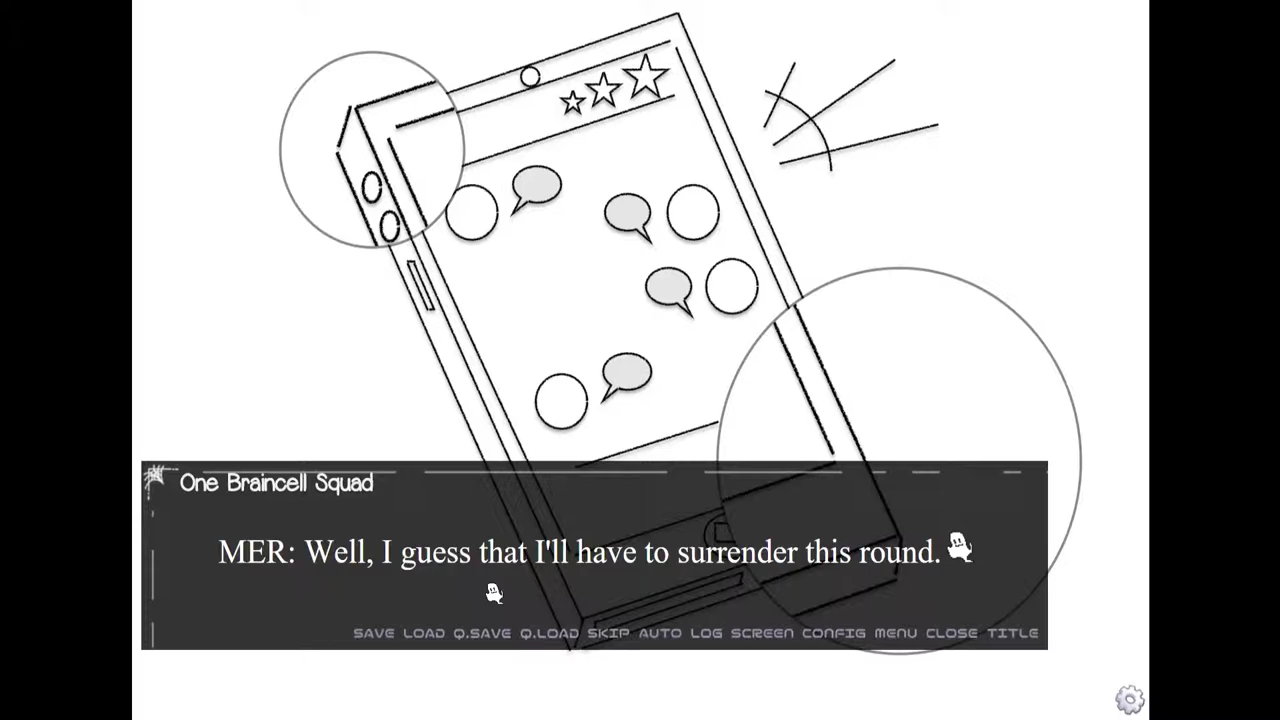 One Braincell Squad
MER: Well, I guess that I'll have to surrender this round.
SAVE LOAD Q.SAVE Q.LOAD SKIP AUTO LOG SCREEN CONFIG MENU CLOSE TITLE